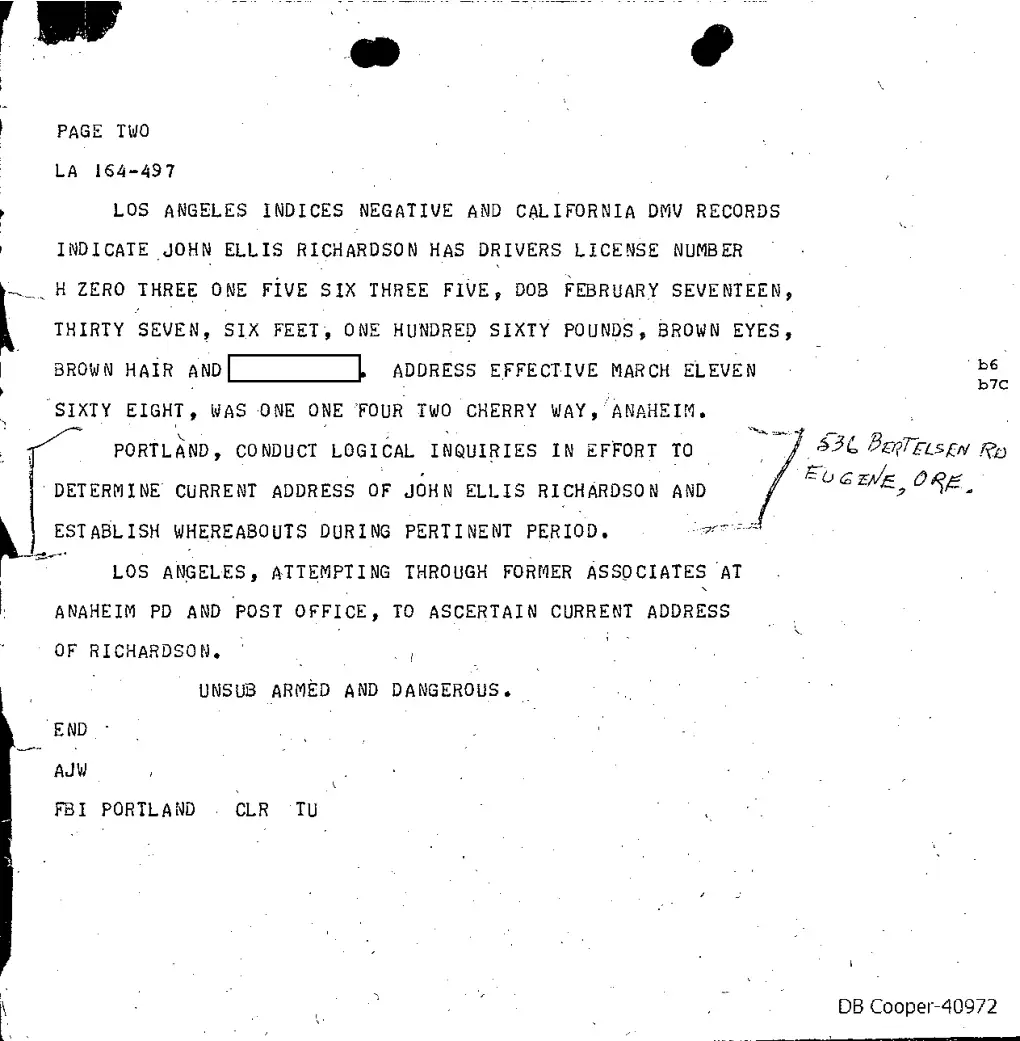 PAGE TWO
LA 164-497
LOS ANGELES INDICES NEGATIVE AND CALIFORNIA DMV RECORDS
INDICATE JOHN ELLIS RICHARDSON HAS DRIVERS LICENSE NUMBER
H ZERO THREE ONE FIVE SIX THREE FIVE, DOB FEBRUARY SEVENTEEN,
THIRTY SEVEN, SIX FEET, ONE HUNDRED SIXTY POUNDS, BROWN EYES,
BROWN HAIR AND . ADDRESS EFFECTIVE MARCH ELEVEN
b6
b7C
SIXTY EIGHT, WAS ONE ONE FOUR TWO CHERRY WAY, ANAHEIM.
PORTLAND, CONDUCT LOGICAL INQUIRIES IN EFFORT TO
DETERMINE CURRENT ADDRESS OF JOHN ELLIS RICHARDSON AND
ESTABLISH WHEREABOUTS DURING PERTINENT PERIOD.
536 BERTELSEN RD
EUGENE, ORE.
LOS ANGELES, ATTEMPTING THROUGH FORMER ASSOCIATES AT
ANAHEIM PD AND POST OFFICE, TO ASCERTAIN CURRENT ADDRESS
OF RICHARDSON.
UNSUB ARMED AND DANGEROUS.
END
AJW
FBI PORTLAND CLR TU
DB Cooper-40972